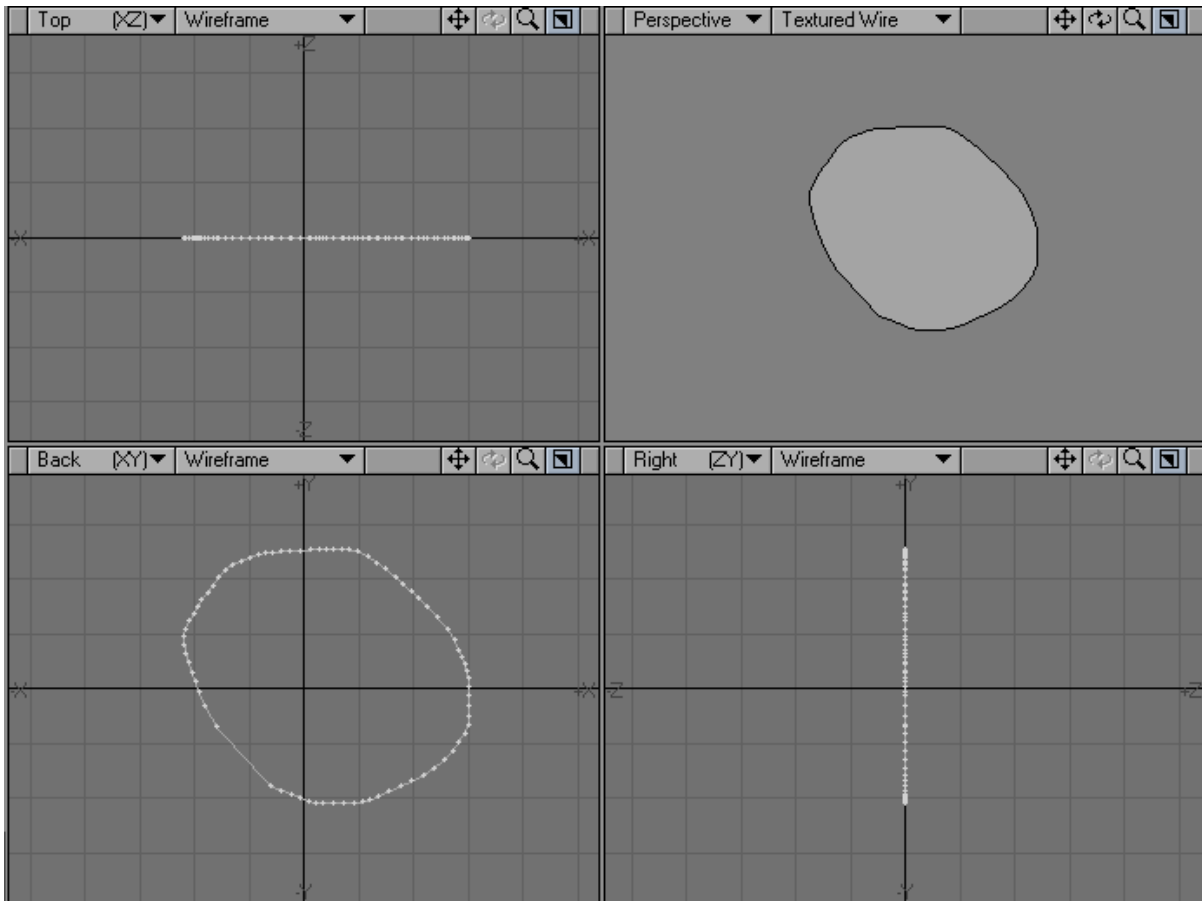 Top (XZ) Wireframe
Perspective Textured Wire
+Z
-X +X
-Z
Back (XY) Wireframe
Right (ZY) Wireframe
+Y +Y
-X +X -Z +Z
-Y -Y